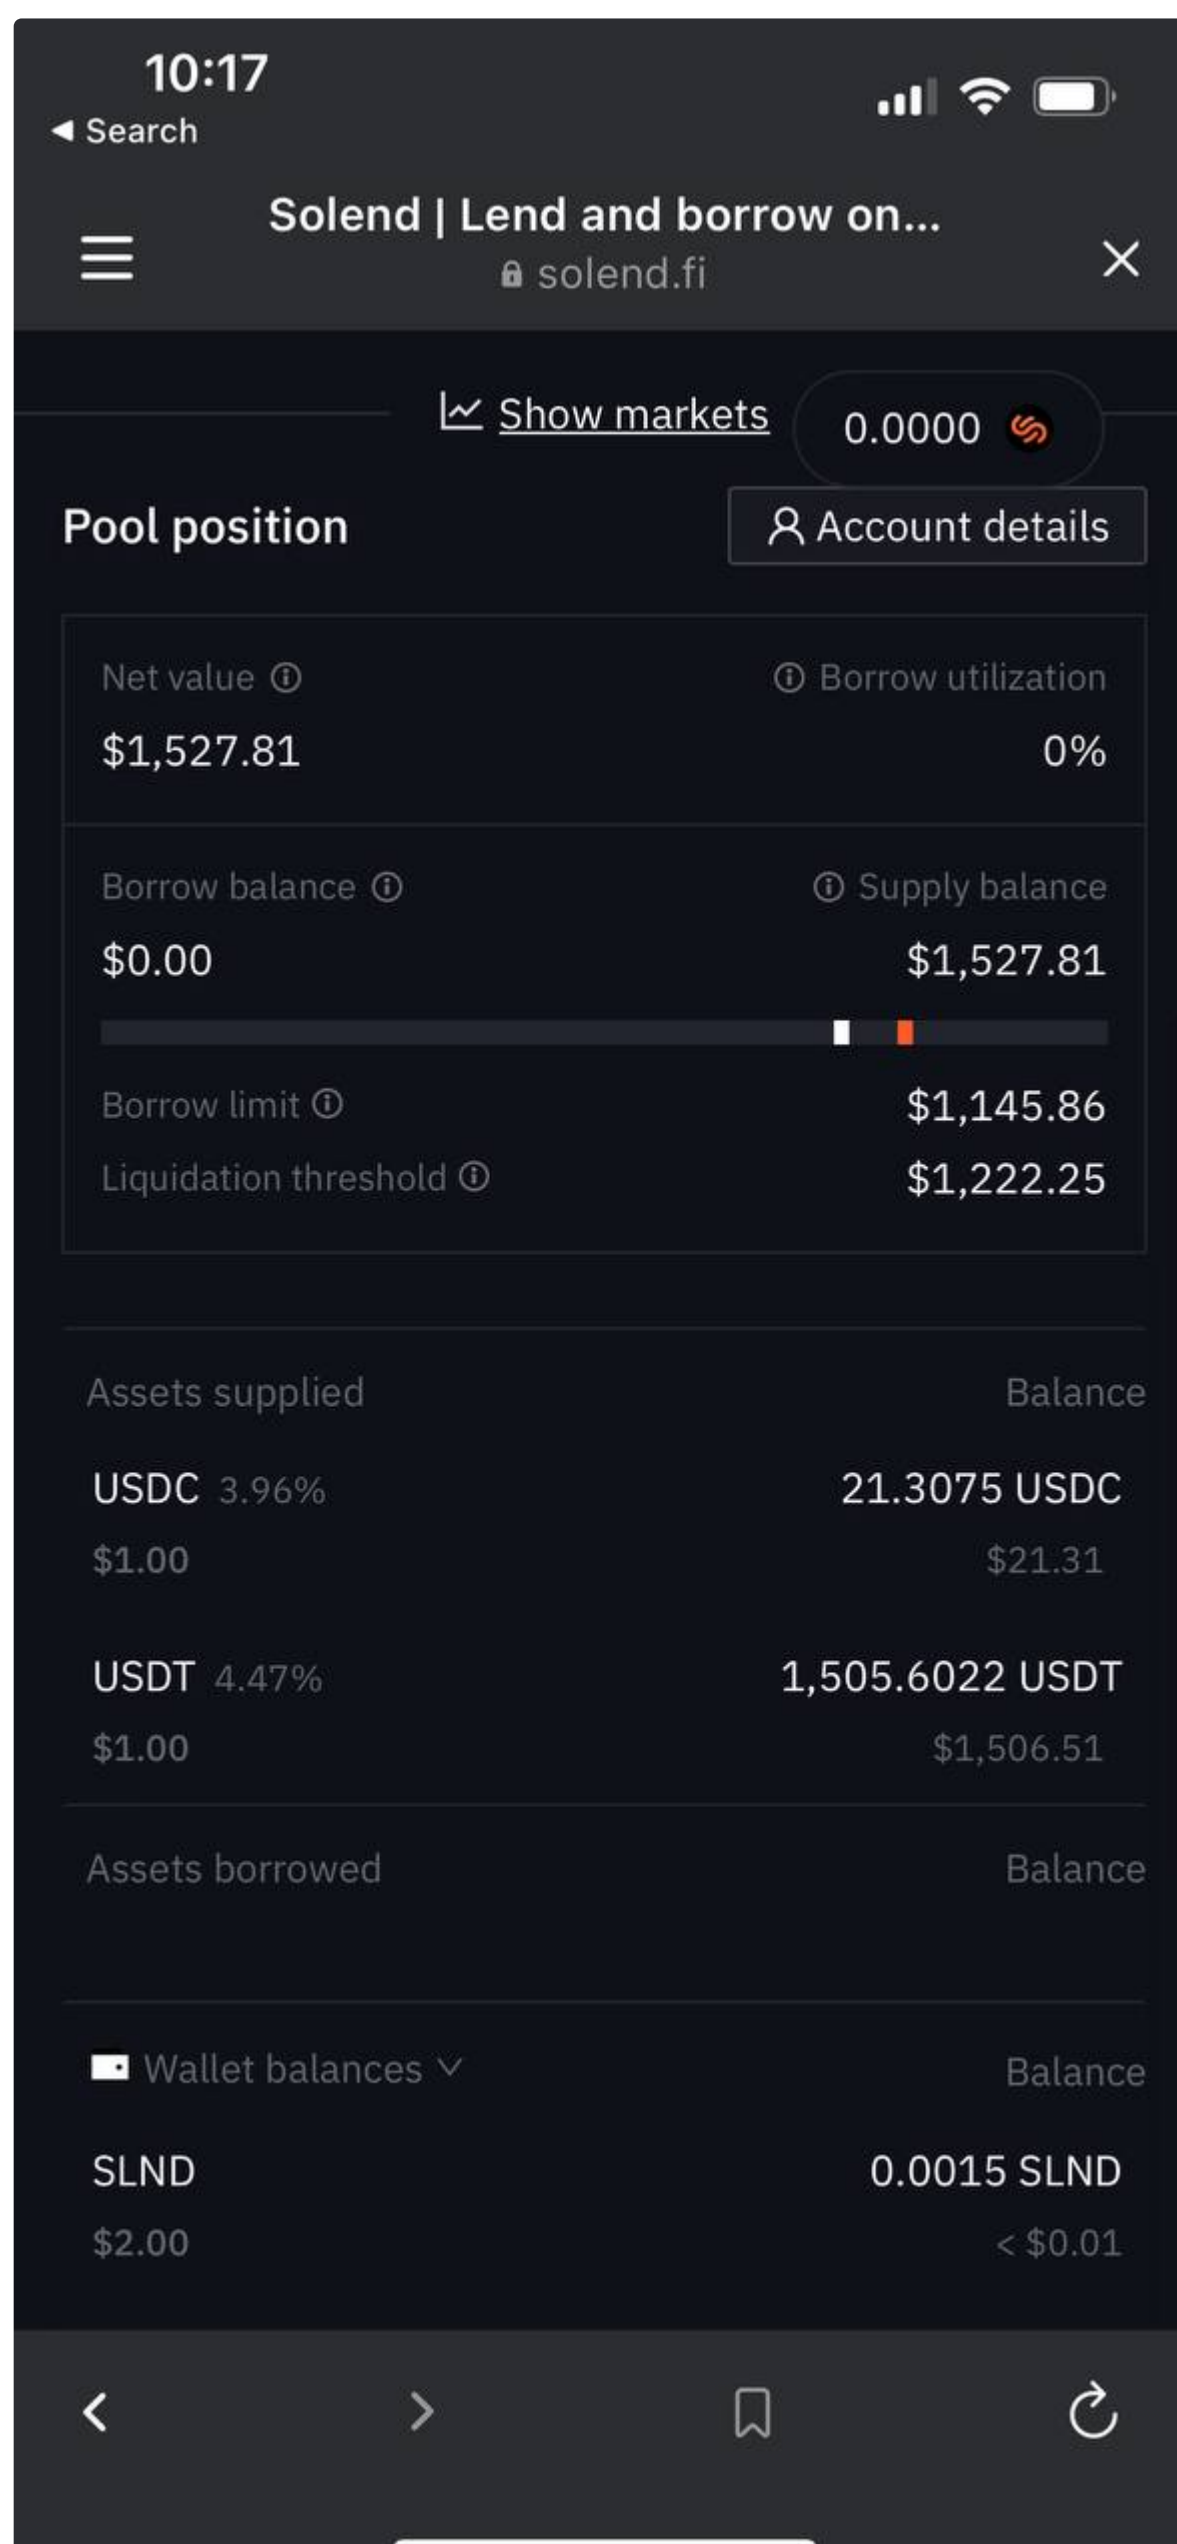 10:17
◀ Search
Solend | Lend and borrow on...
solend.fi
Show markets
0.0000
Pool position
Account details
Net value
Borrow utilization
$1,527.81
0%
Borrow balance
Supply balance
$0.00
$1,527.81
Borrow limit
$1,145.86
Liquidation threshold
$1,222.25
Assets supplied
Balance
USDC 3.96%
21.3075 USDC
$1.00
$21.31
USDT 4.47%
1,505.6022 USDT
$1.00
$1,506.51
Assets borrowed
Balance
Wallet balances
Balance
SLND
0.0015 SLND
$2.00
< $0.01